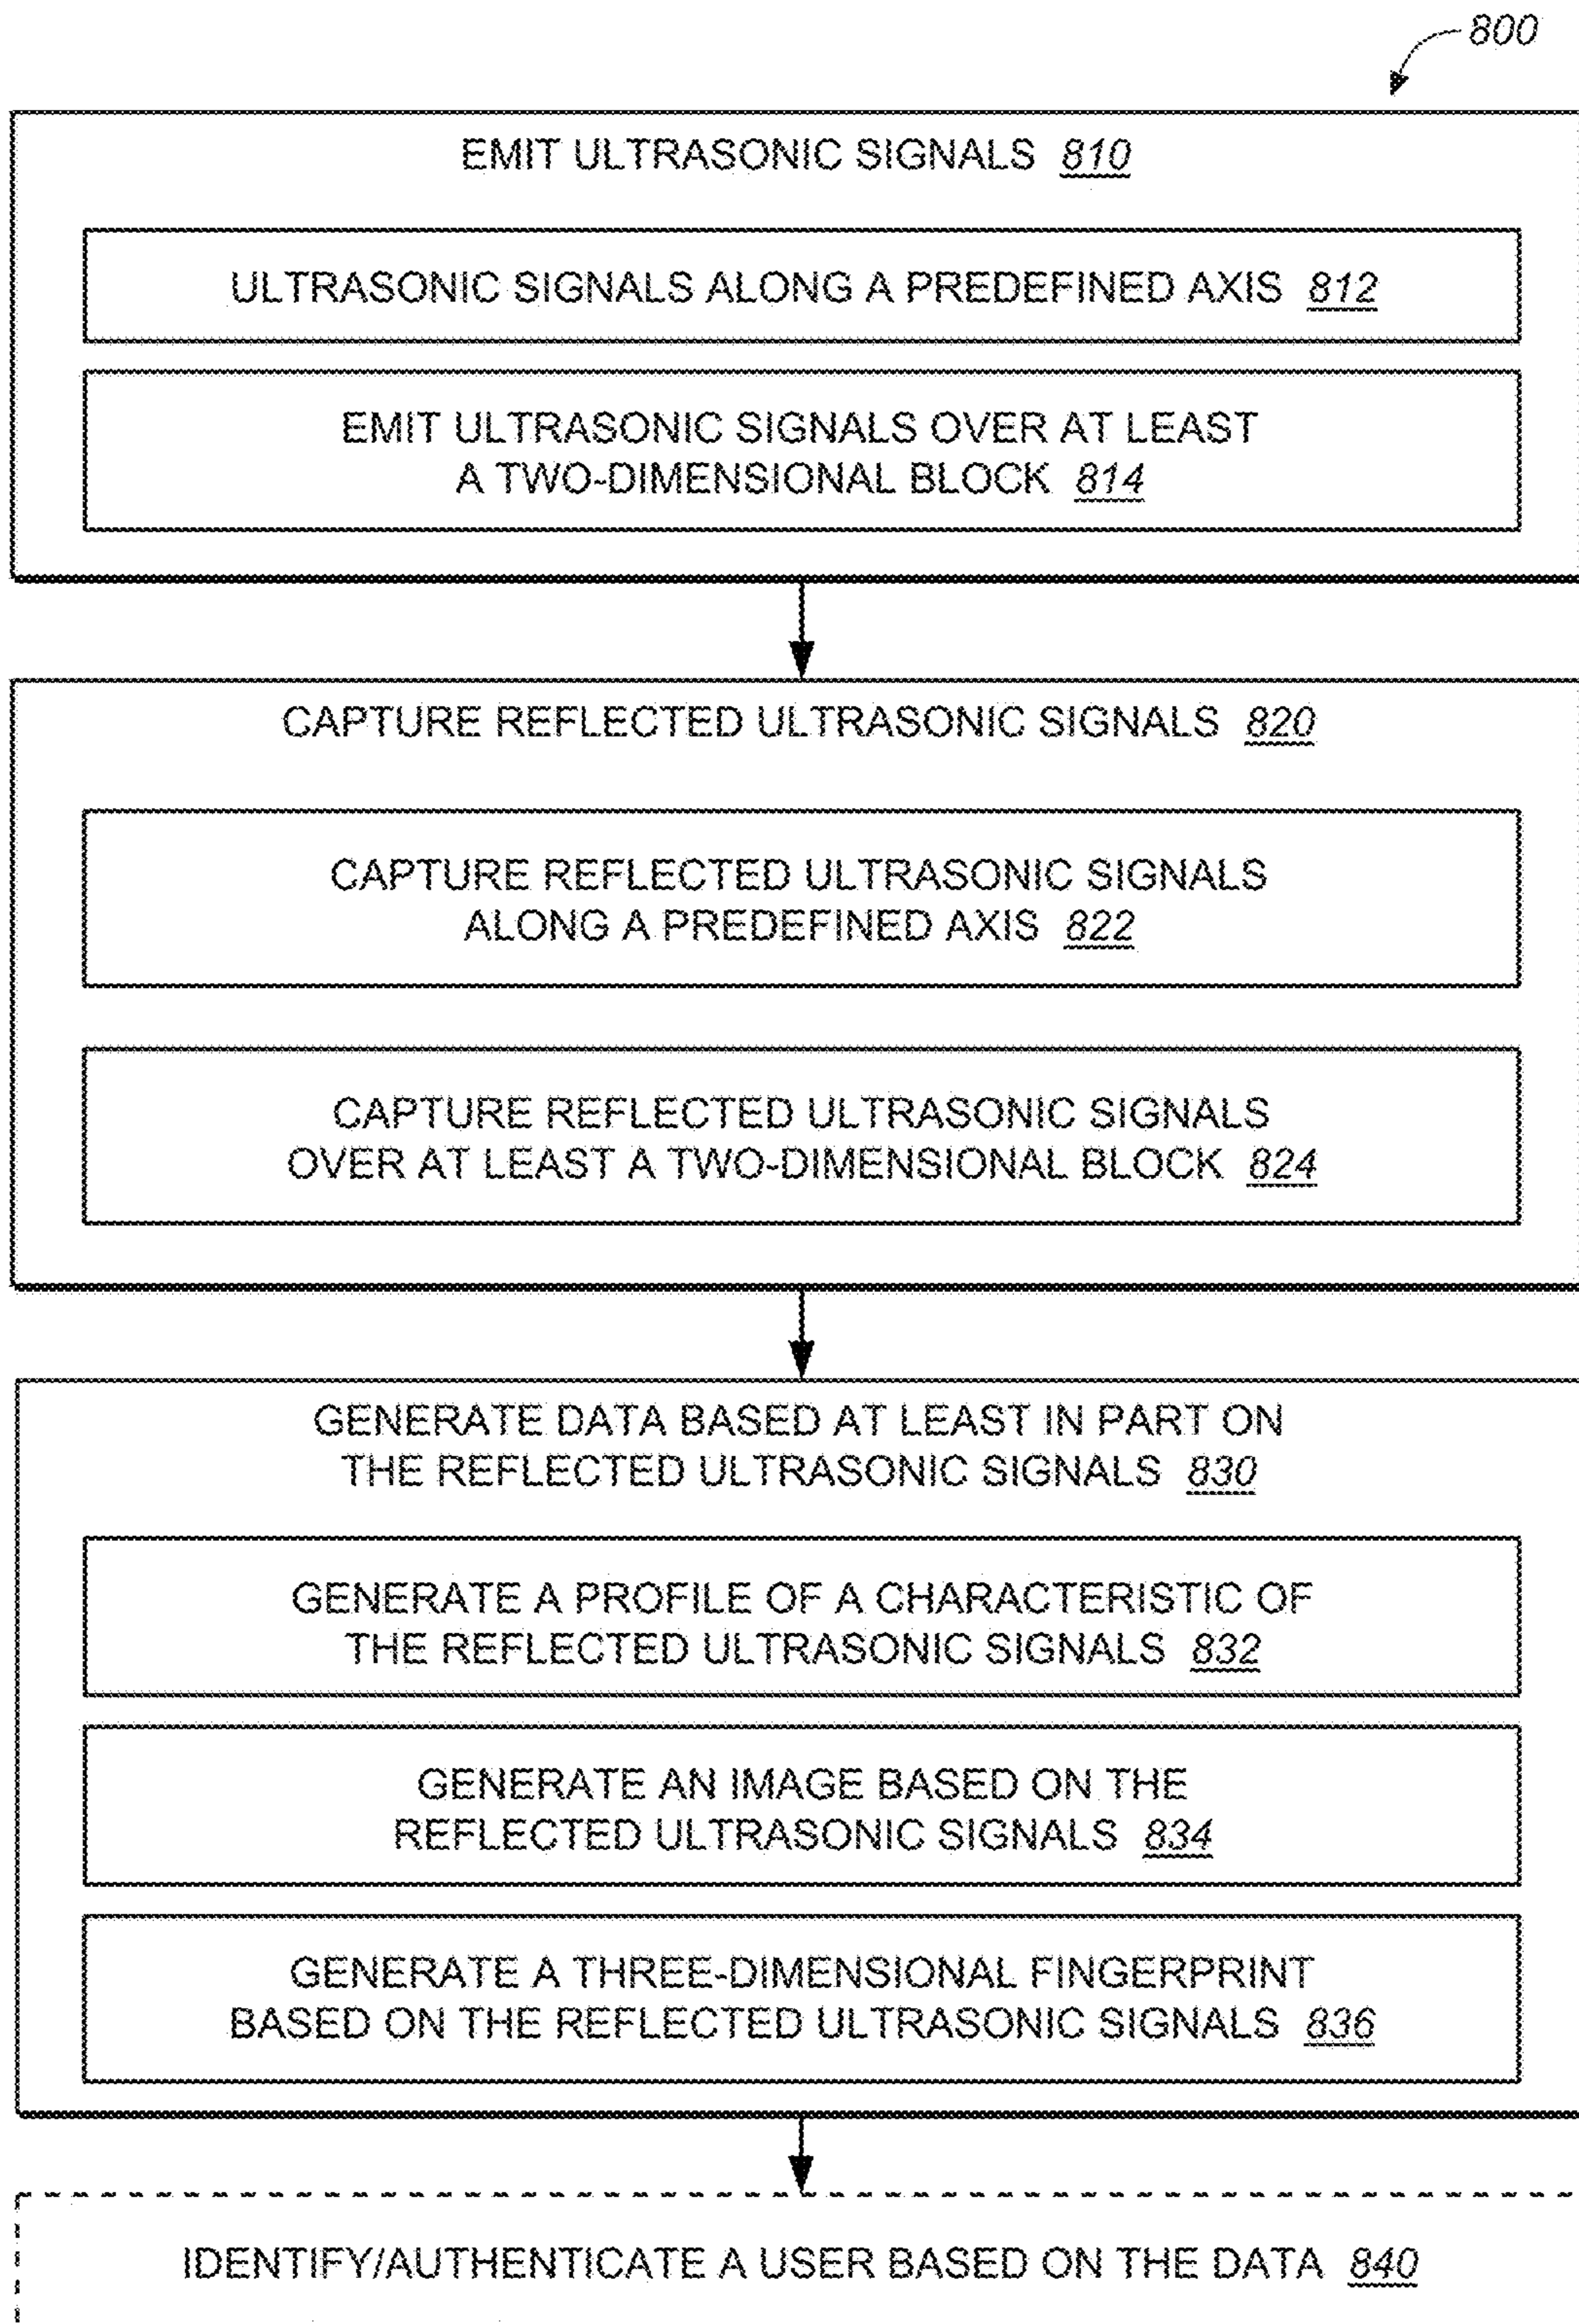 800
EMIT ULTRASONIC SIGNALS 810
ULTRASONIC SIGNALS ALONG A PREDEFINED AXIS 812
EMIT ULTRASONIC SIGNALS OVER AT LEAST
A TWO-DIMENSIONAL BLOCK 814
CAPTURE REFLECTED ULTRASONIC SIGNALS 820
CAPTURE REFLECTED ULTRASONIC SIGNALS
ALONG A PREDEFINED AXIS 822
CAPTURE REFLECTED ULTRASONIC SIGNALS
OVER AT LEAST A TWO-DIMENSIONAL BLOCK 824
GENERATE DATA BASED AT LEAST IN PART ON
THE REFLECTED ULTRASONIC SIGNALS 830
GENERATE A PROFILE OF A CHARACTERISTIC OF
THE REFLECTED ULTRASONIC SIGNALS 832
GENERATE AN IMAGE BASED ON THE
REFLECTED ULTRASONIC SIGNALS 834
GENERATE A THREE-DIMENSIONAL FINGERPRINT
BASED ON THE REFLECTED ULTRASONIC SIGNALS 836
IDENTIFY/AUTHENTICATE A USER BASED ON THE DATA 840